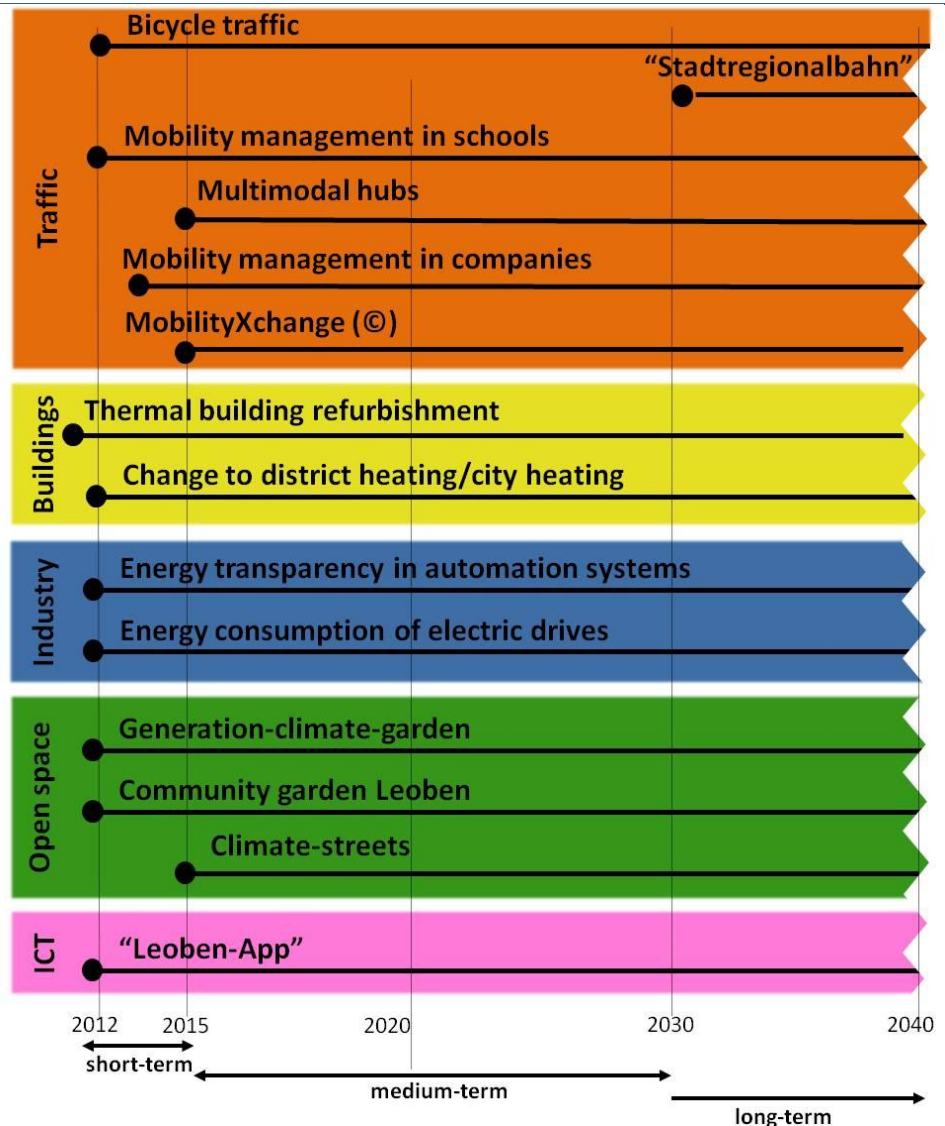 Traffic
Bicycle traffic
“Stadtregionalbahn”
Mobility management in schools
Multimodal hubs
Mobility management in companies
MobilityXchange (©)
Buildings
Thermal building refurbishment
Change to district heating/city heating
Industry
Energy transparency in automation systems
Energy consumption of electric drives
Open space
Generation-climate-garden
Community garden Leoben
Climate-streets
ICT
“Leoben-App”
2012 2015 2020 2030 2040
short-term
medium-term
long-term